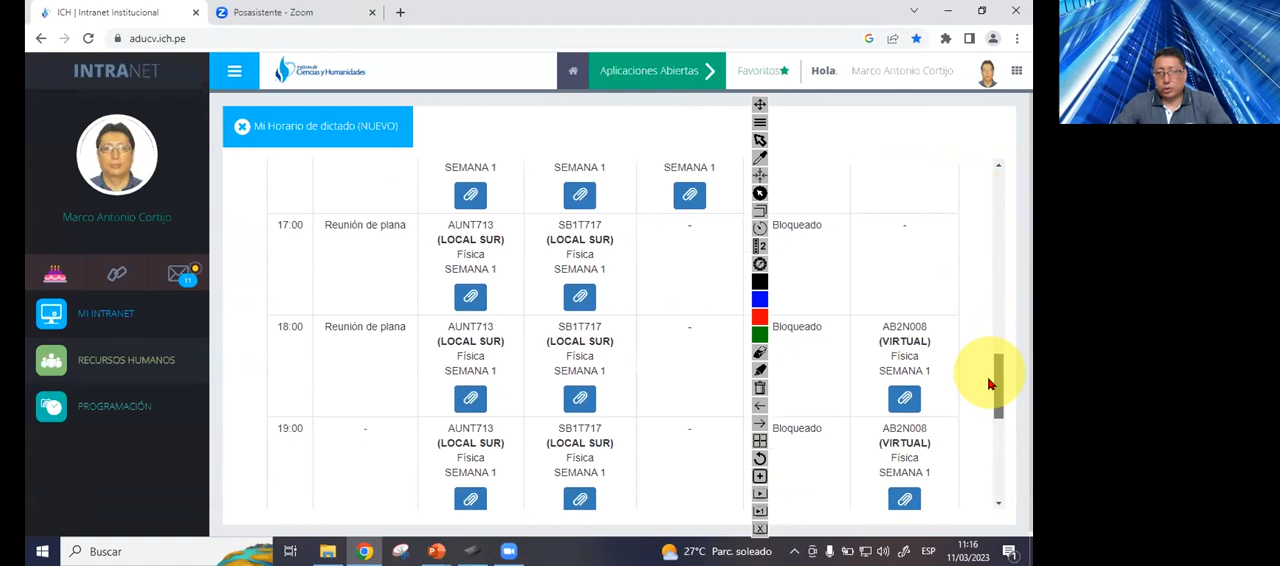 ICH | Intranet Institucional
Posasistente - Zoom
aducv.ich.pe
INTRANET
Instituto de
Ciencias y Humanidades
Aplicaciones Abiertas
Favoritos
Hola.
Marco Antonio Cortijo
Mi Horario de dictado (NUEVO)
Marco Antonio Cortijo
11
MI INTRANET
RECURSOS HUMANOS
PROGRAMACIÓN
SEMANA 1
SEMANA 1
SEMANA 1
17:00
Reunión de plana
AUNT713
(LOCAL SUR)
Física
SEMANA 1
SB1T717
(LOCAL SUR)
Física
SEMANA 1
-
Bloqueado
-
18:00
Reunión de plana
AUNT713
(LOCAL SUR)
Física
SEMANA 1
SB1T717
(LOCAL SUR)
Física
SEMANA 1
-
Bloqueado
AB2N008
(VIRTUAL)
Física
SEMANA 1
19:00
-
AUNT713
(LOCAL SUR)
Física
SEMANA 1
SB1T717
(LOCAL SUR)
Física
SEMANA 1
-
Bloqueado
AB2N008
(VIRTUAL)
Física
SEMANA 1
2
Buscar
27°C Parc. soleado
ESP
11:16
11/03/2023